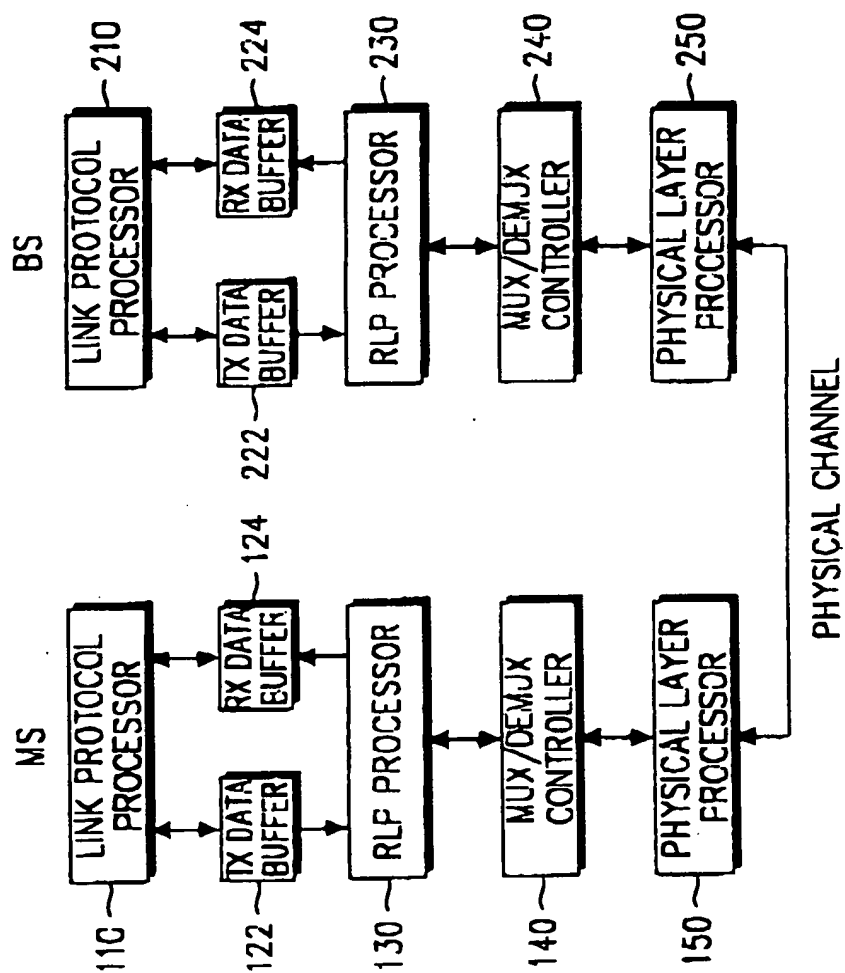 MS
BS
110
LINK PROTOCOL
PROCESSOR
LINK PROTOCOL
PROCESSOR
210
122
TX DATA
BUFFER
RX DATA
BUFFER
124
222
TX DATA
BUFFER
RX DATA
BUFFER
224
130
RLP PROCESSOR
RLP PROCESSOR
230
140
MUX/DEMUX
CONTROLLER
MUX/DEMUX
CONTROLLER
240
150
PHYSICAL LAYER
PROCESSOR
PHYSICAL LAYER
PROCESSOR
250
PHYSICAL CHANNEL